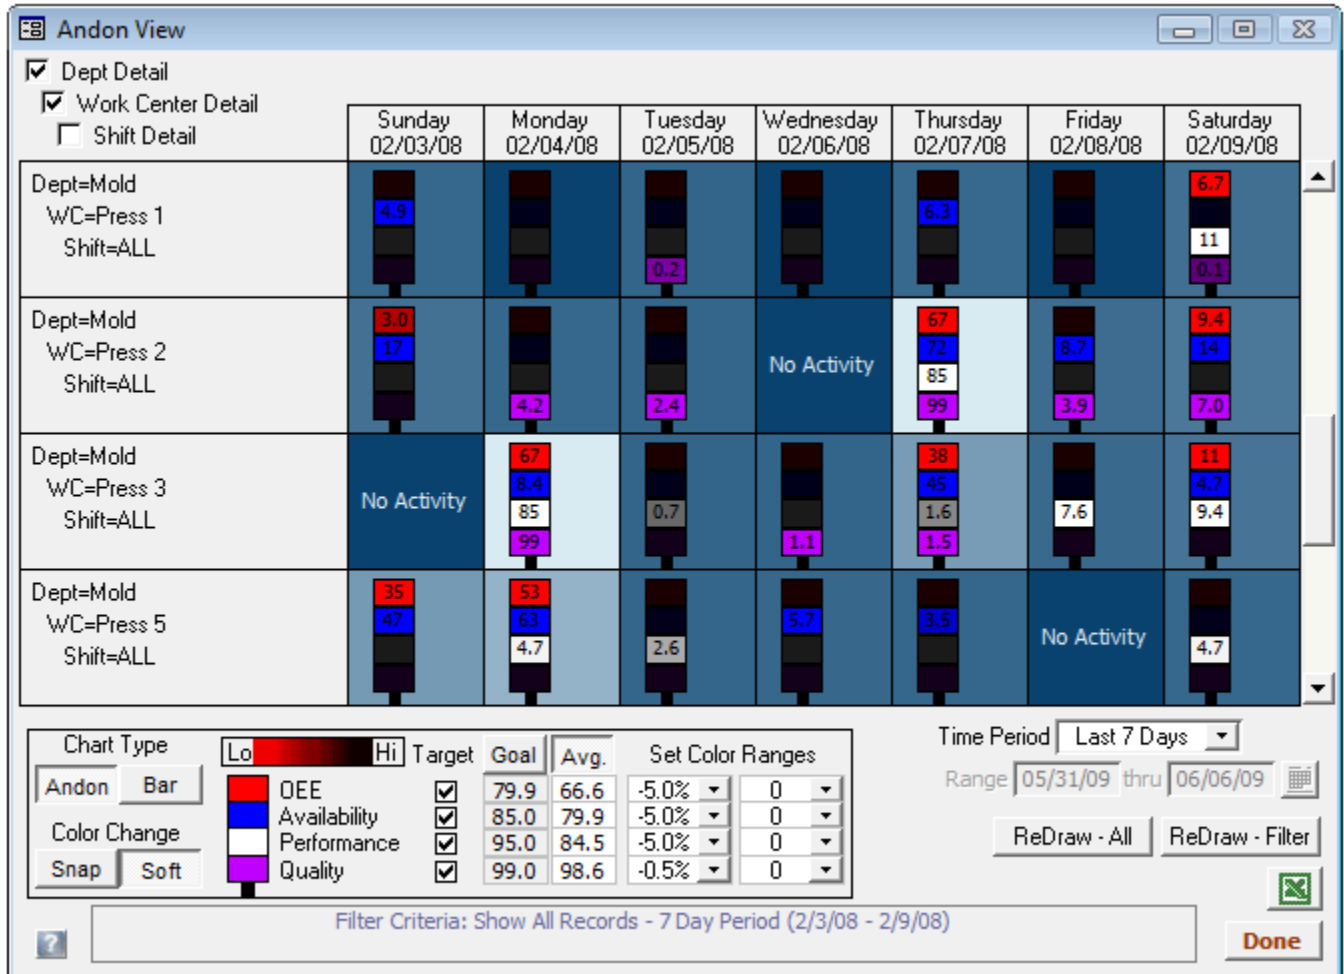 Andon View
Dept Detail
Work Center Detail
Shift Detail
Sunday Monday Tuesday Wednesday Thursday Friday Saturday
02/03/08 02/04/08 02/05/08 02/06/08 02/07/08 02/08/08 02/09/08
Dept=Mold 6.7
WC=Press 1 4.9 6.3
Shift=ALL 11
0.2 0.1
Dept=Mold 3.0 67 9.4
WC=Press 2 17 No Activity 72 8.7 14
Shift=ALL 85
4.2 2.4 99 3.9 7.0
Dept=Mold 67 38 11
WC=Press 3 No Activity 8.4 45 4.7
Shift=ALL 85 0.7 1.6 7.6 9.4
99 1.1 1.5
Dept=Mold 35 53
WC=Press 5 47 63 5.7 3.5 No Activity
Shift=ALL 4.7 2.6 4.7
Chart Type
Andon Bar
Color Change
Snap Soft
Lo Hi Target Goal Avg. Set Color Ranges
OEE 79.9 66.6 -5.0% 0
Availability 85.0 79.9 -5.0% 0
Performance 95.0 84.5 -5.0% 0
Quality 99.0 98.6 -0.5% 0
Time Period Last 7 Days
Range 05/31/09 thru 06/06/09
ReDraw - All ReDraw - Filter
Filter Criteria: Show All Records - 7 Day Period (2/3/08 - 2/9/08)
?
Done